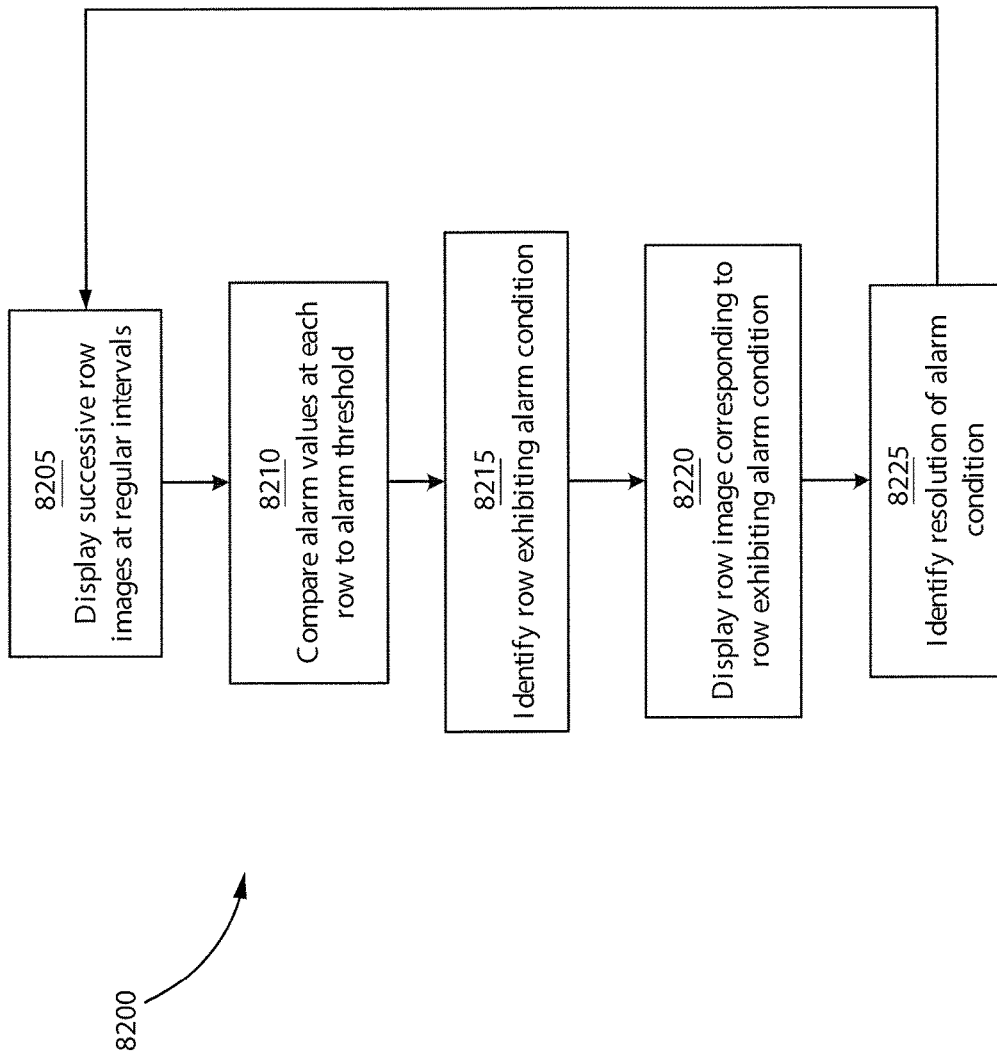 8200
8205
Display successive row
images at regular intervals
8210
Compare alarm values at each
row to alarm threshold
8215
Identify row exhibiting alarm condition
8220
Display row image corresponding to
row exhibiting alarm condition
8225
Identify resolution of alarm
condition